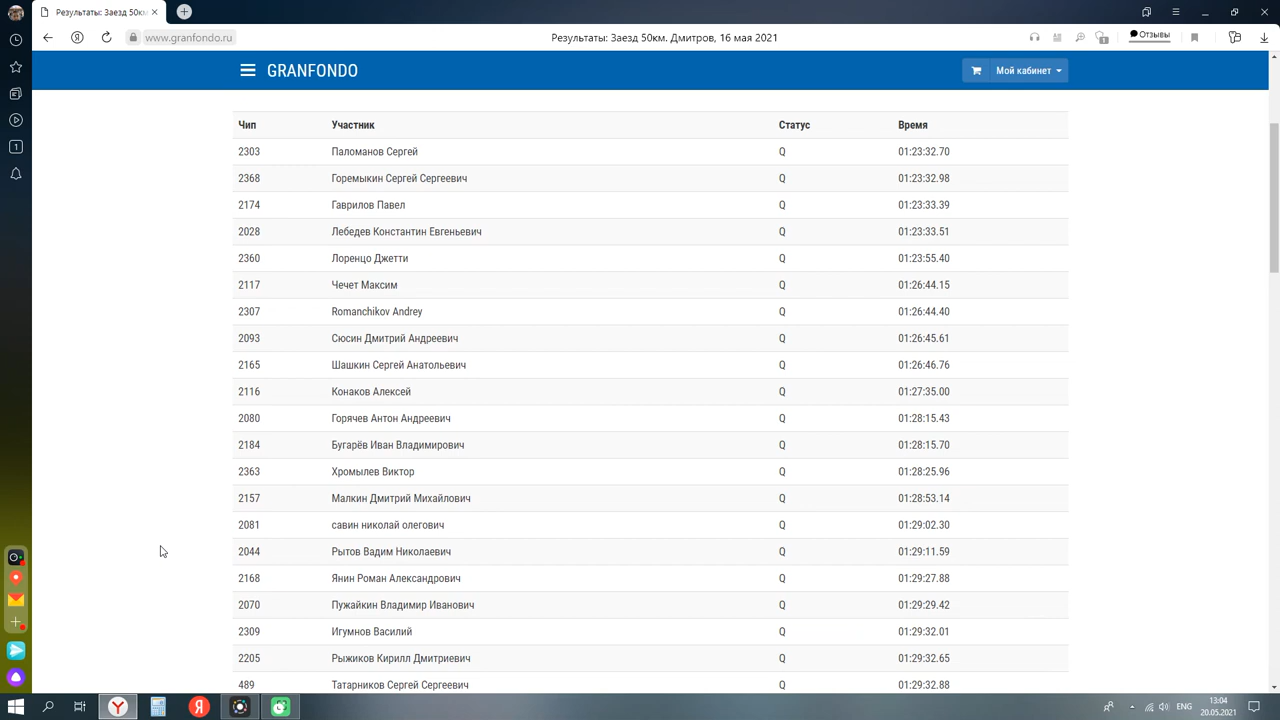 Результаты: Заезд 50км
www.granfondo.ru
Результаты: Заезд 50км. Дмитров, 16 мая 2021
Отзывы
GRANFONDO
Мой кабинет
Чип Участник Статус Время
2303 Паломанов Сергей Q 01:23:32.70
2368 Горемыкин Сергей Сергеевич Q 01:23:32.98
2174 Гаврилов Павел Q 01:23:33.39
2028 Лебедев Константин Евгеньевич Q 01:23:33.51
2360 Лоренцо Джетти Q 01:23:55.40
2117 Чечет Максим Q 01:26:44.15
2307 Romanchikov Andrey Q 01:26:44.40
2093 Сюсин Дмитрий Андреевич Q 01:26:45.61
2165 Шашкин Сергей Анатольевич Q 01:26:46.76
2116 Конаков Алексей Q 01:27:35.00
2080 Горячев Антон Андреевич Q 01:28:15.43
2184 Бугарёв Иван Владимирович Q 01:28:15.70
2363 Хромылев Виктор Q 01:28:25.96
2157 Малкин Дмитрий Михайлович Q 01:28:53.14
2081 савин николай олегович Q 01:29:02.30
2044 Рытов Вадим Николаевич Q 01:29:11.59
2168 Янин Роман Александрович Q 01:29:27.88
2070 Пужайкин Владимир Иванович Q 01:29:29.42
2309 Игумнов Василий Q 01:29:32.01
2205 Рыжиков Кирилл Дмитриевич Q 01:29:32.65
489 Татарников Сергей Сергеевич Q 01:29:32.88
ENG
13:04
20.05.2021